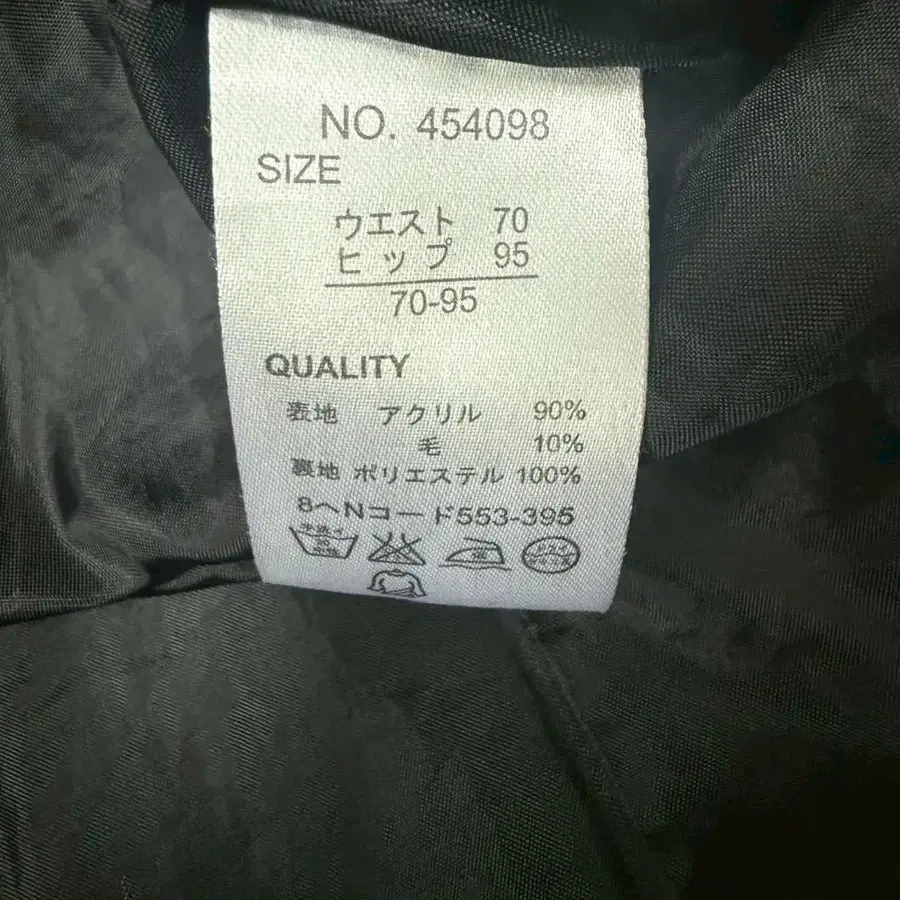 NO. 454098
SIZE
ウエスト 70
ヒップ 95
70-95
QUALITY
表地 アクリル 90%
毛 10%
裏地 ポリエステル 100%
8ヘNコード553-395